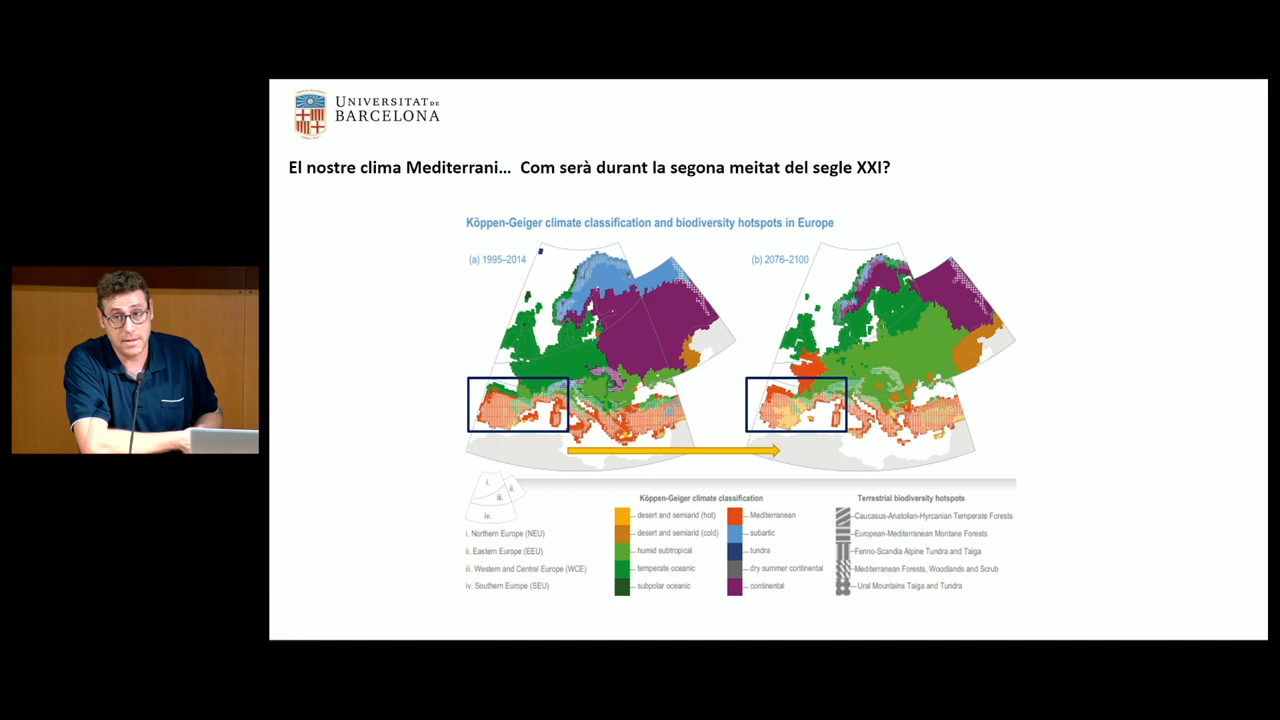 UNIVERSITAT DE
BARCELONA
El nostre clima Mediterrani... Com serà durant la segona meitat del segle XXI?
Köppen-Geiger climate classification and biodiversity hotspots in Europe
(a) 1995–2014
(b) 2076–2100
i.
ii.
iii.
iv.
i. Northern Europe (NEU)
ii. Eastern Europe (EEU)
iii. Western and Central Europe (WCE)
iv. Southern Europe (SEU)
Köppen-Geiger climate classification
desert and semiarid (hot)
desert and semiarid (cold)
humid subtropical
temperate oceanic
subpolar oceanic
Mediterranean
subartic
tundra
dry summer continental
continental
Terrestrial biodiversity hotspots
Caucasus-Anatolian-Hyrcanian Temperate Forests
European-Mediterranean Montane Forests
Fenno-Scandia Alpine Tundra and Taiga
Mediterranean Forests, Woodlands and Scrub
Ural Mountains Taiga and Tundra